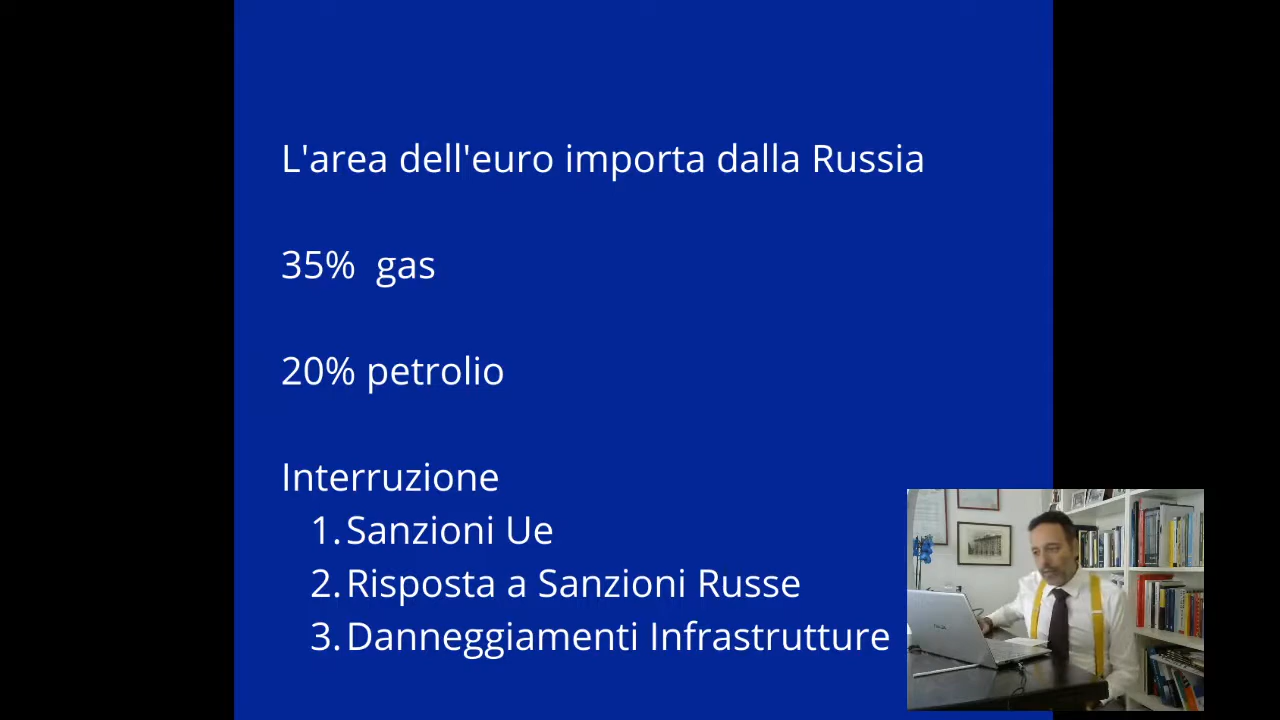 L'area dell'euro importa dalla Russia
35% gas
20% petrolio
Interruzione
1. Sanzioni Ue
2. Risposta a Sanzioni Russe
3. Danneggiamenti Infrastrutture